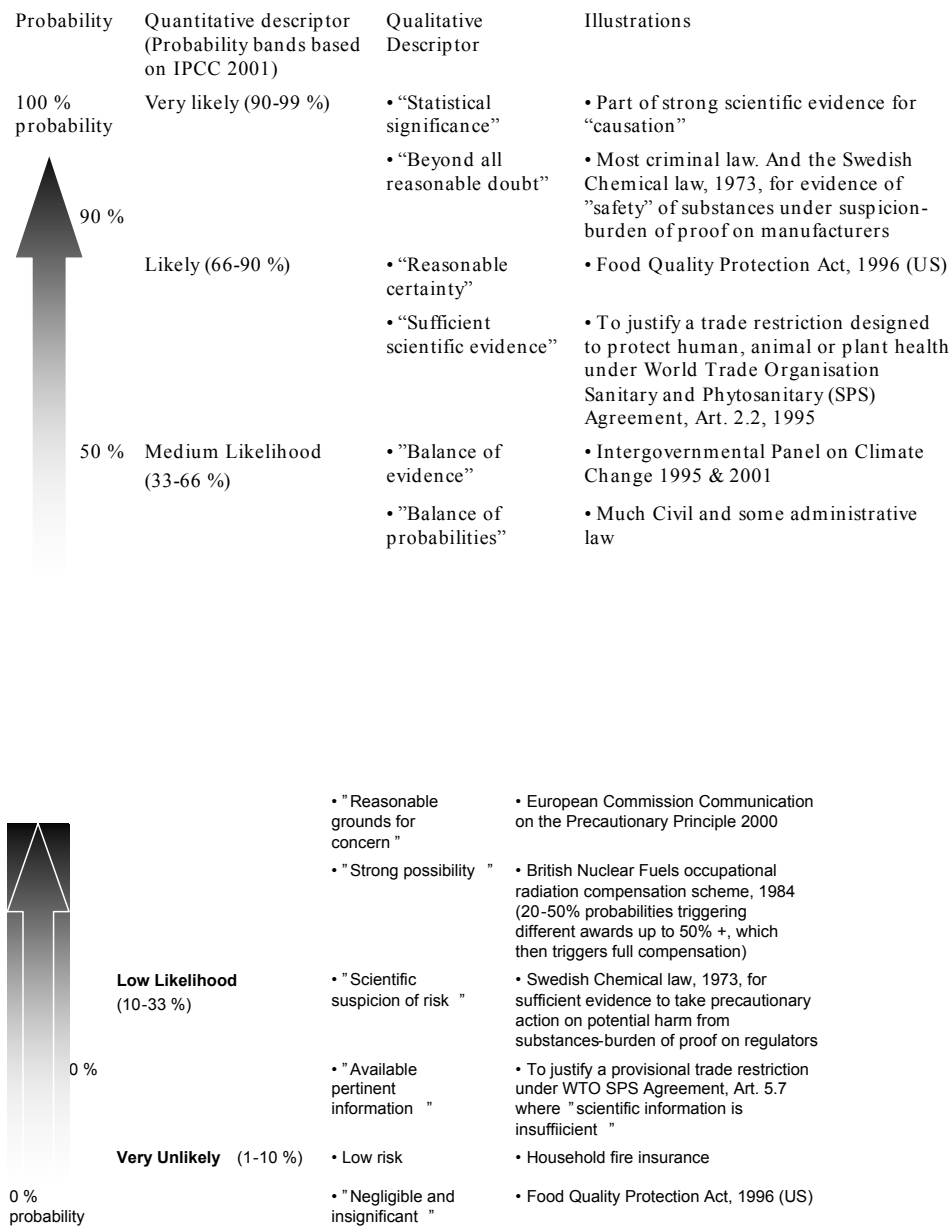 Probability
Quantitative descriptor
(Probability bands based
on IPCC 2001)
Qualitative
Descriptor
Illustrations
100 %
probability
Very likely (90-99 %)
• “Statistical
significance”
• Part of strong scientific evidence for
“causation”
• “Beyond all
reasonable doubt”
• Most criminal law. And the Swedish
Chemical law, 1973, for evidence of
”safety” of substances under suspicion-
burden of proof on manufacturers
90 %
Likely (66-90 %)
• “Reasonable
certainty”
• Food Quality Protection Act, 1996 (US)
• “Sufficient
scientific evidence”
• To justify a trade restriction designed
to protect human, animal or plant health
under World Trade Organisation
Sanitary and Phytosanitary (SPS)
Agreement, Art. 2.2, 1995
50 %
Medium Likelihood
(33-66 %)
• ”Balance of
evidence”
• Intergovernmental Panel on Climate
Change 1995 & 2001
• ”Balance of
probabilities”
• Much Civil and some administrative
law
• ” Reasonable
grounds for
concern ”
• European Commission Communication
on the Precautionary Principle 2000
• ” Strong possibility ”
• British Nuclear Fuels occupational
radiation compensation scheme, 1984
(20-50% probabilities triggering
different awards up to 50% +, which
then triggers full compensation)
Low Likelihood
(10-33 %)
• ” Scientific
suspicion of risk ”
• Swedish Chemical law, 1973, for
sufficient evidence to take precautionary
action on potential harm from
substances-burden of proof on regulators
0 %
• ” Available
pertinent
information ”
• To justify a provisional trade restriction
under WTO SPS Agreement, Art. 5.7
where ” scientific information is
insuffiicient ”
Very Unlikely (1-10 %)
• Low risk
• Household fire insurance
0 %
probability
• ” Negligible and
insignificant ”
• Food Quality Protection Act, 1996 (US)